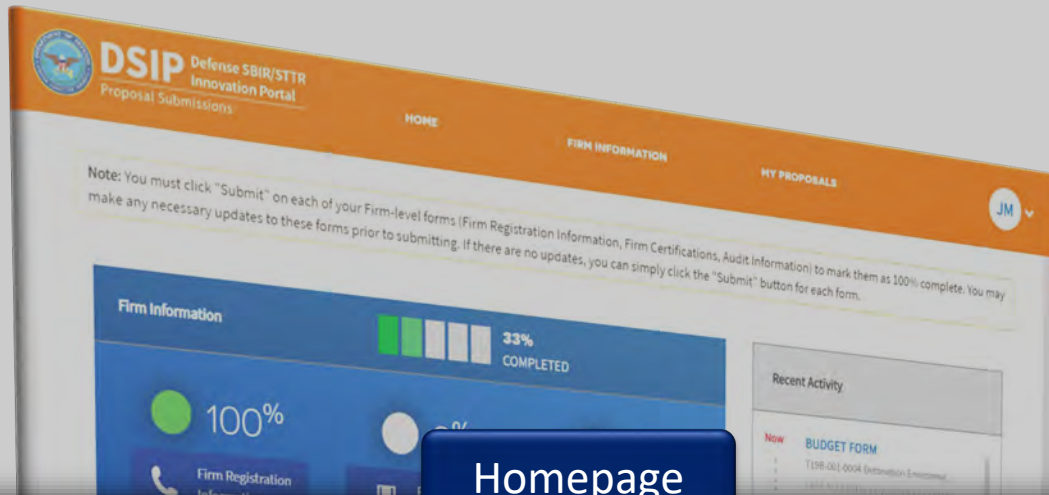 DSIP Defense SBIR/STTR
Innovation Portal
Proposal Submissions
HOME
FIRM INFORMATION
MY PROPOSALS
JM
Note: You must click "Submit" on each of your Firm-level forms (Firm Registration Information, Firm Certifications, Audit Information) to mark them as 100% complete. You may
make any necessary updates to these forms prior to submitting. If there are no updates, you can simply click the "Submit" button for each form.
Firm Information
33%
COMPLETED
Recent Activity
100%
Firm Registration
Now
BUDGET FORM
Homepage